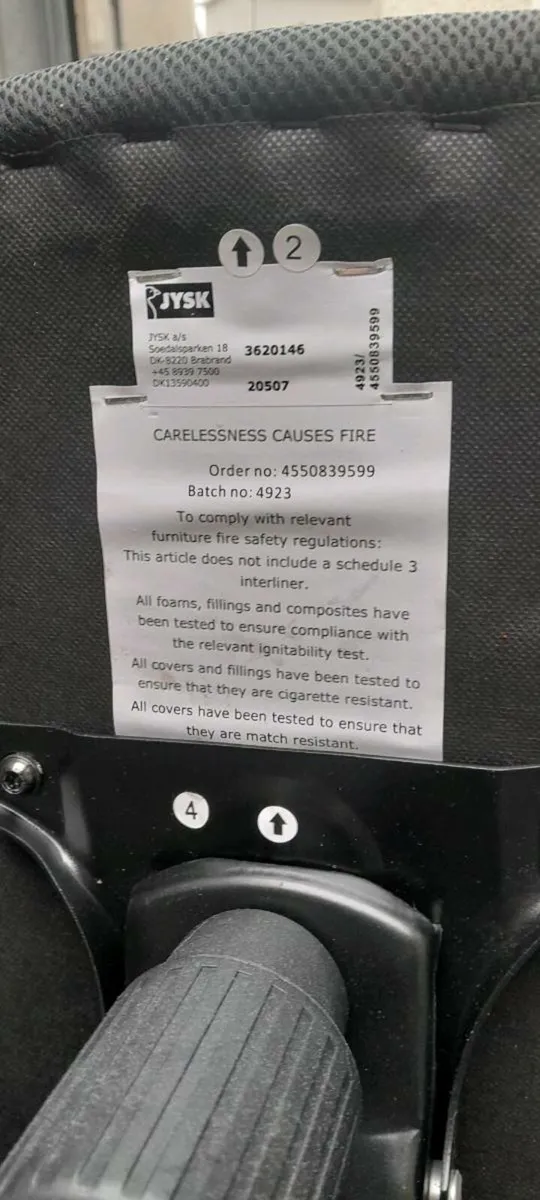 2
JYSK
JYSK a/s
Soedalsparken 18
DK-8220 Brabrand
+45 8939 7500
DK13590400
3620146
20507
4923/
4550839599
CARELESSNESS CAUSES FIRE
Order no: 4550839599
Batch no: 4923
To comply with relevant
furniture fire safety regulations:
This article does not include a schedule 3
interliner.
All foams, fillings and composites have
been tested to ensure compliance with
the relevant ignitability test.
All covers and fillings have been tested to
ensure that they are cigarette resistant.
All covers have been tested to ensure that
they are match resistant.
4